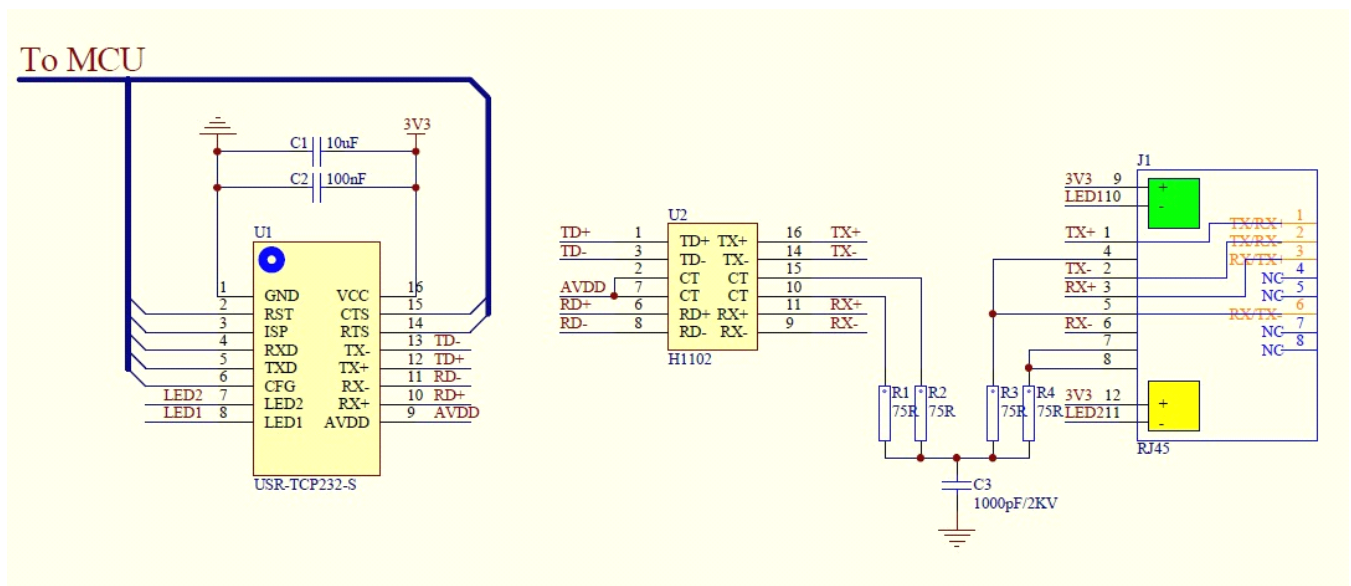 To MCU
C1 10uF
3V3
C2 100nF
U1
1 GND VCC 16
2 RST CTS 15
3 ISP RTS 14
4 RXD TX- 13 TD-
5 TXD TX+ 12 TD+
6 CFG RX- 11 RD-
LED2 7 LED2 RX+ 10 RD+
LED1 8 LED1 AVDD 9 AVDD
USR-TCP232-S
U2
TD+ 1 TD+ TX+ 16 TX+
TD- 3 TD- TX- 14 TX-
2 CT CT 15
AVDD 7 CT CT 10
RD+ 6 RD+ RX+ 11 RX+
RD- 8 RD- RX- 9 RX-
H1102
J1
3V3 9 +
LED1 10 -
TX+ 1
4
TX- 2
RX+ 3
5
RX- 6
7
8
3V3 12 +
LED2 11 -
TX/RX+ 1
TX/RX- 2
RX/TX+ 3
NC 4
NC 5
RX/TX- 6
NC 7
NC 8
RJ45
R1 75R
R2 75R
R3 75R
R4 75R
C3
1000pF/2KV